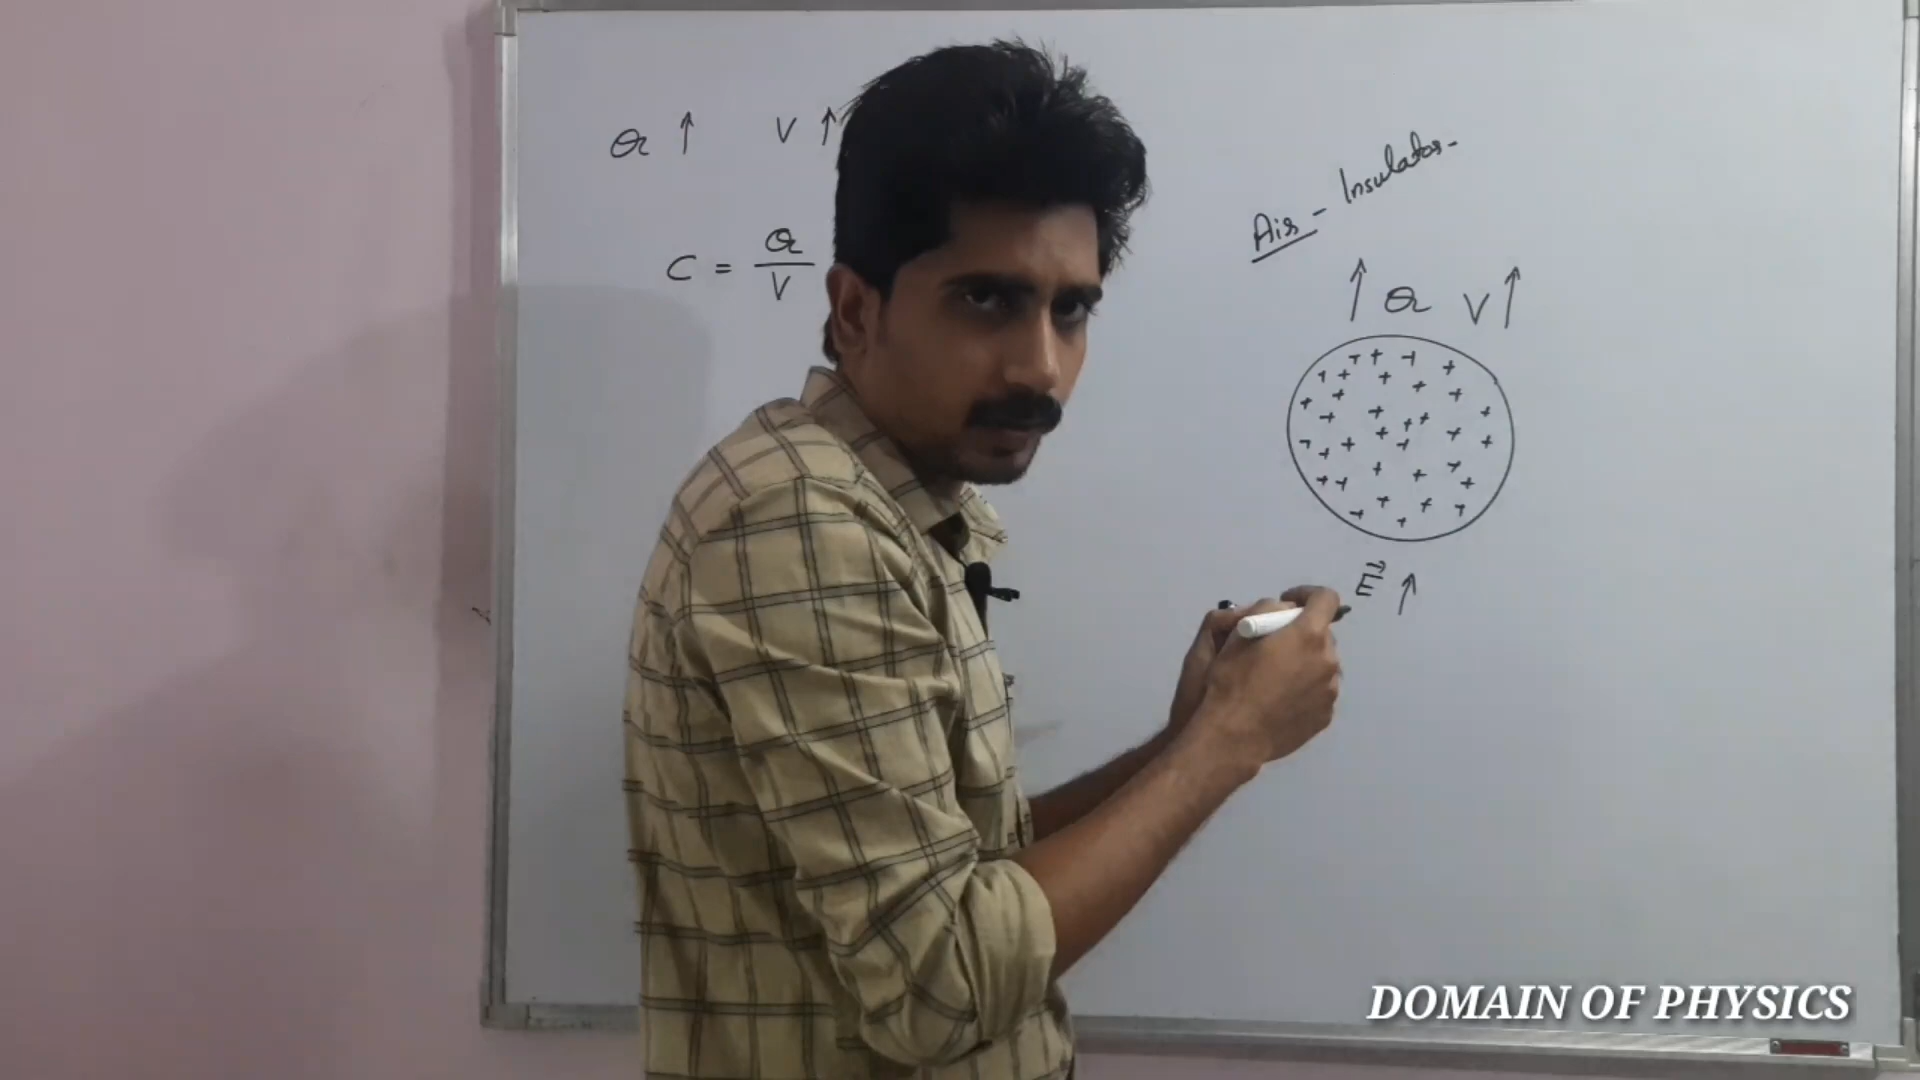 Q ↑ V ↑
C = Q / V
Air - Insulator-
↑ Q V ↑
E⃗ ↑
DOMAIN OF PHYSICS